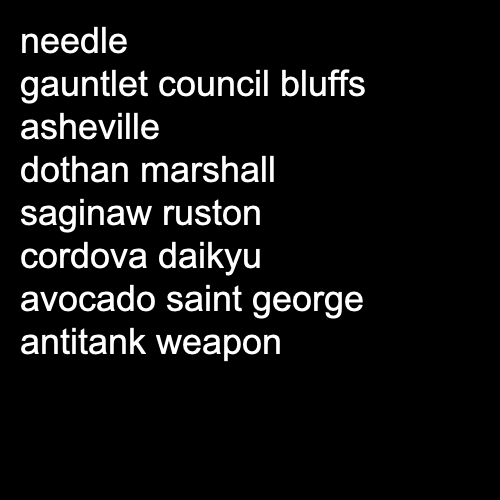 needle
gauntlet council bluffs
asheville
dothan marshall
saginaw ruston
cordova daikyu
avocado saint george
antitank weapon